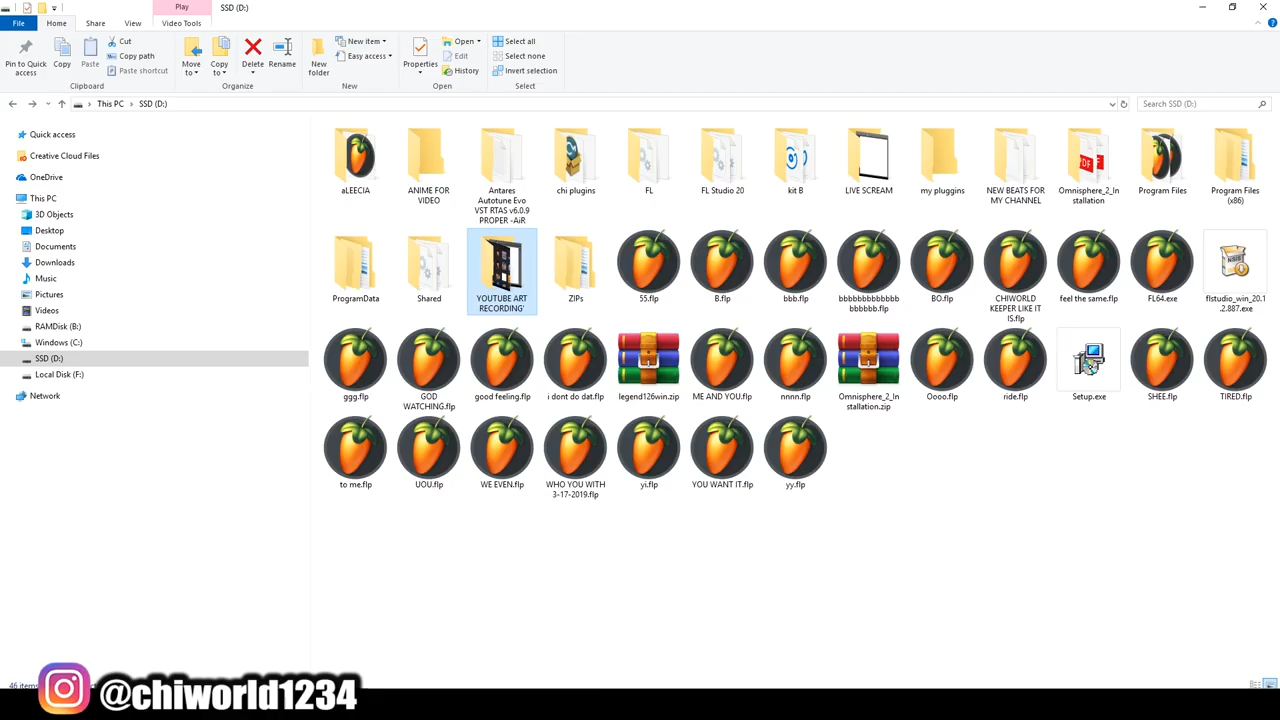 Play
SSD (D:)
File
Home
Share
View
Video Tools
Pin to Quick
access
Copy
Paste
Cut
Copy path
Paste shortcut
Clipboard
Move
to
Copy
to
Delete
Rename
Organize
New
folder
New item
Easy access
New
Properties
Open
Edit
History
Open
Select all
Select none
Invert selection
Select
This PC
SSD (D:)
Search SSD (D:)
Quick access
Creative Cloud Files
OneDrive
This PC
3D Objects
Desktop
Documents
Downloads
Music
Pictures
Videos
RAMDisk (B:)
Windows (C:)
SSD (D:)
Local Disk (F:)
Network
aLEECIA
ANIME FOR
VIDEO
Antares
Autotune Evo
VST RTAS v6.0.9
PROPER -AiR
chi plugins
FL
FL Studio 20
kit B
LIVE SCREAM
my pluggins
NEW BEATS FOR
MY CHANNEL
PDF
Omnisphere_2_In
stallation
Program Files
Program Files
(x86)
ProgramData
Shared
YOUTUBE ART
RECORDING'
ZIPs
55.flp
B.flp
bbb.flp
bbbbbbbbbbbbb
bbbbbb.flp
BO.flp
CHIWORLD
KEEPER LIKE IT
IS.flp
feel the same.flp
FL64.exe
NSIS
flstudio_win_20.1
.2.887.exe
ggg.flp
GOD
WATCHING.flp
good feeling.flp
i dont do dat.flp
legend126win.zip
ME AND YOU.flp
nnnn.flp
Omnisphere_2_In
stallation.zip
Oooo.flp
ride.flp
Setup.exe
SHEE.flp
TIRED.flp
to me.flp
UOU.flp
WE EVEN.flp
WHO YOU WITH
3-17-2019.flp
yi.flp
YOU WANT IT.flp
yy.flp
46 items
@chiworld1234